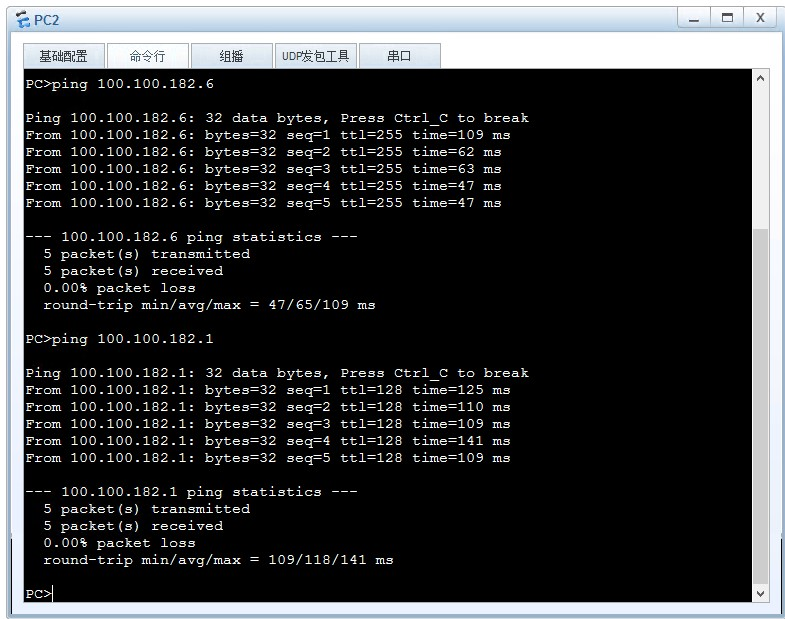 PC2
基础配置 命令行 组播 UDP发包工具 串口
PC>ping 100.100.182.6
Ping 100.100.182.6: 32 data bytes, Press Ctrl_C to break
From 100.100.182.6: bytes=32 seq=1 ttl=255 time=109 ms
From 100.100.182.6: bytes=32 seq=2 ttl=255 time=62 ms
From 100.100.182.6: bytes=32 seq=3 ttl=255 time=63 ms
From 100.100.182.6: bytes=32 seq=4 ttl=255 time=47 ms
From 100.100.182.6: bytes=32 seq=5 ttl=255 time=47 ms
--- 100.100.182.6 ping statistics ---
5 packet(s) transmitted
5 packet(s) received
0.00% packet loss
round-trip min/avg/max = 47/65/109 ms
PC>ping 100.100.182.1
Ping 100.100.182.1: 32 data bytes, Press Ctrl_C to break
From 100.100.182.1: bytes=32 seq=1 ttl=128 time=125 ms
From 100.100.182.1: bytes=32 seq=2 ttl=128 time=110 ms
From 100.100.182.1: bytes=32 seq=3 ttl=128 time=109 ms
From 100.100.182.1: bytes=32 seq=4 ttl=128 time=141 ms
From 100.100.182.1: bytes=32 seq=5 ttl=128 time=109 ms
--- 100.100.182.1 ping statistics ---
5 packet(s) transmitted
5 packet(s) received
0.00% packet loss
round-trip min/avg/max = 109/118/141 ms
PC>